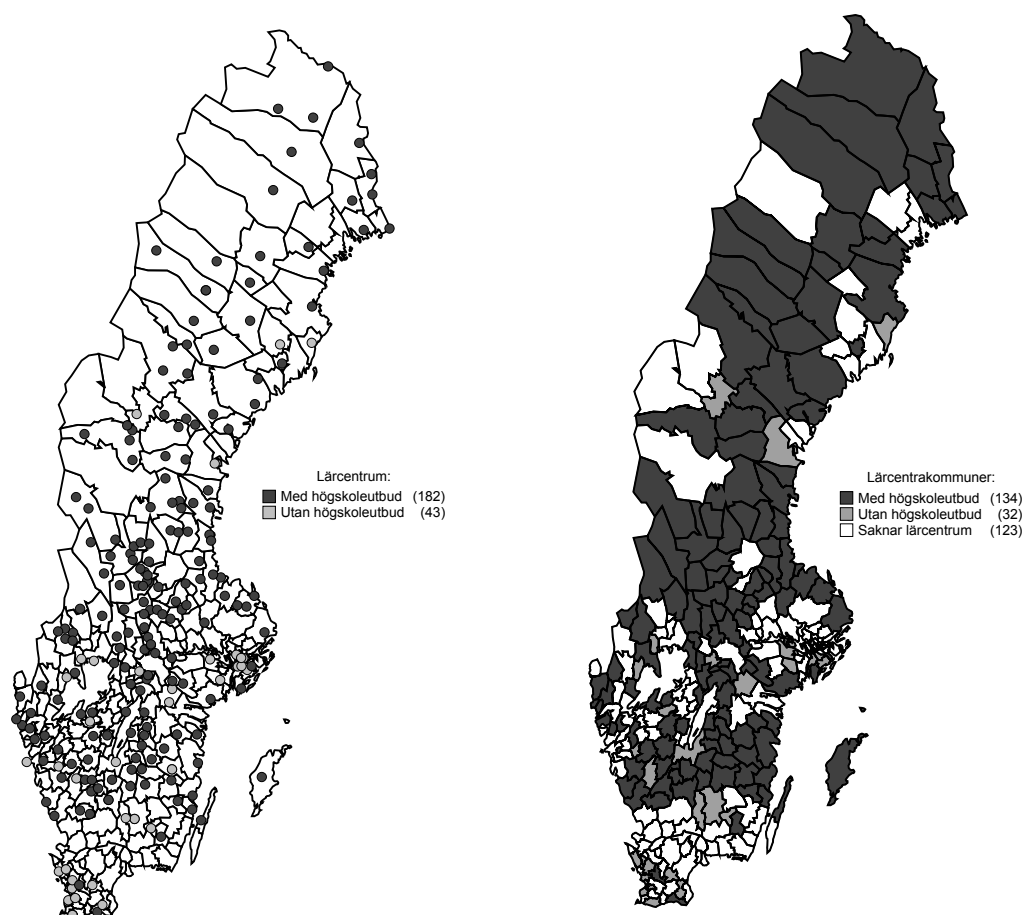 Lärcentrum:
Med högskoleutbud (182)
Utan högskoleutbud (43)
Lärcentrakommuner:
Med högskoleutbud (134)
Utan högskoleutbud (32)
Saknar lärcentrum (123)